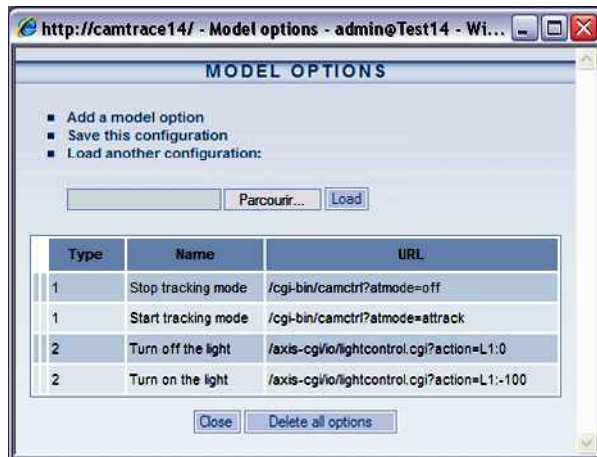 http://camtrace14/ - Model options - admin@Test14 - Wi...
MODEL OPTIONS
Add a model option
Save this configuration
Load another configuration:
Parcourir... Load
Type Name URL
1 Stop tracking mode /cgi-bin/camctrl?atmode=off
1 Start tracking mode /cgi-bin/camctrl?atmode=attrack
2 Turn off the light /axis-cgi/io/lightcontrol.cgi?action=L1:0
2 Turn on the light /axis-cgi/io/lightcontrol.cgi?action=L1:-100
Close Delete all options